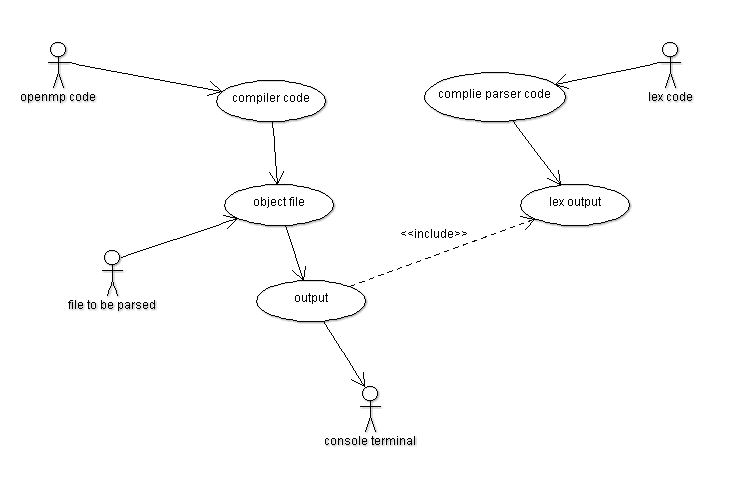 openmp code
compiler code
complie parser code
lex code
object file
lex output
<<include>>
file to be parsed
output
console terminal